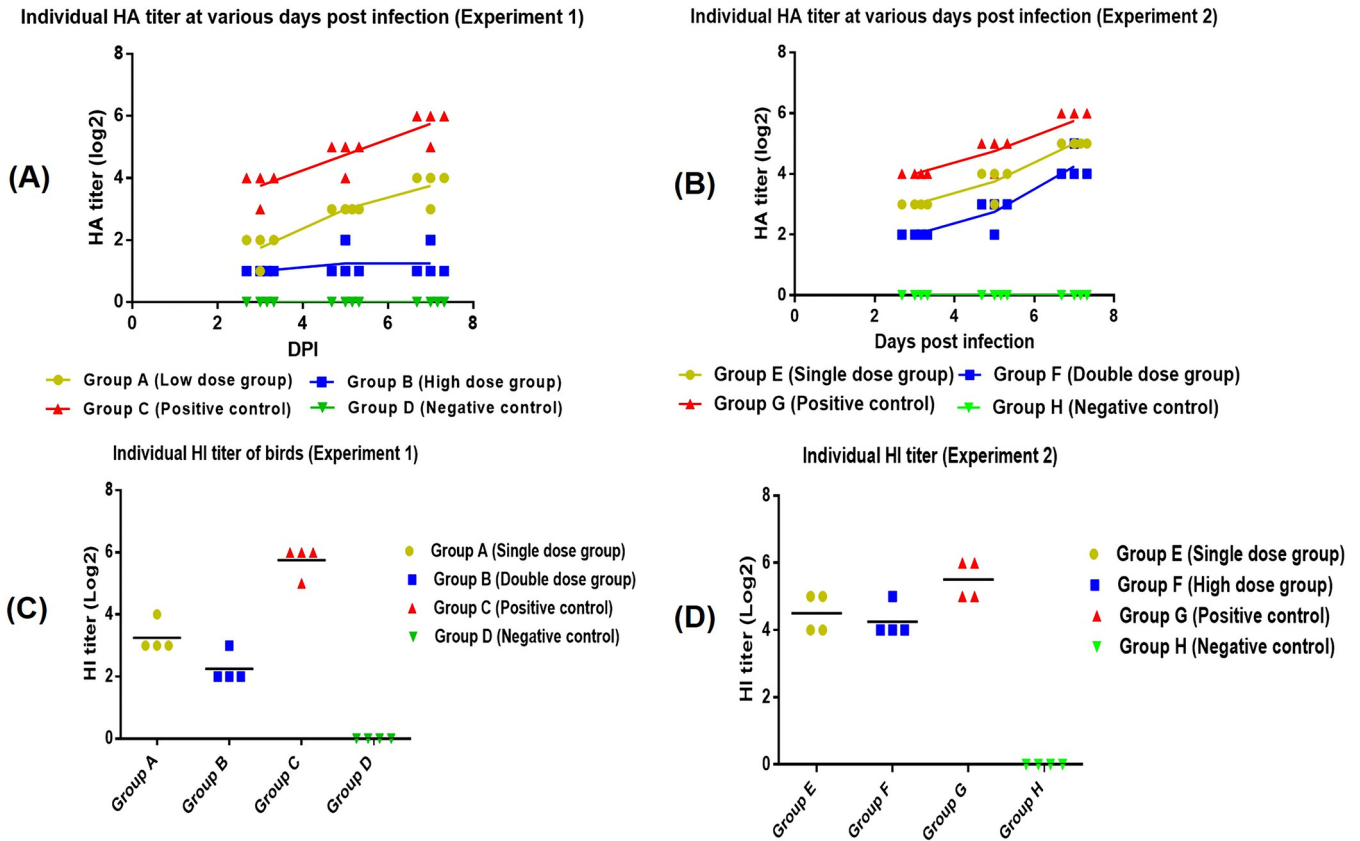 Individual HA titer at various days post infection (Experiment 1)
Individual HA titer at various days post infection (Experiment 2)
(A)
HA titer (log2)
8
6
4
2
0
0 2 4 6 8
DPI
Group A (Low dose group)
Group B (High dose group)
Group C (Positive control)
Group D (Negative control)
(B)
HA titer (log2)
8
6
4
2
0
0 2 4 6 8
Days post infection
Group E (Single dose group)
Group F (Double dose group)
Group G (Positive control)
Group H (Negative control)
Individual HI titer of birds (Experiment 1)
(C)
HI titer (Log2)
8
6
4
2
0
Group A
Group B
Group C
Group D
Group A (Single dose group)
Group B (Double dose group)
Group C (Positive control)
Group D (Negative control)
Individual HI titer (Experiment 2)
(D)
HI titer (Log2)
8
6
4
2
0
Group E
Group F
Group G
Group H
Group E (Single dose group)
Group F (High dose group)
Group G (Positive control)
Group H (Negative control)